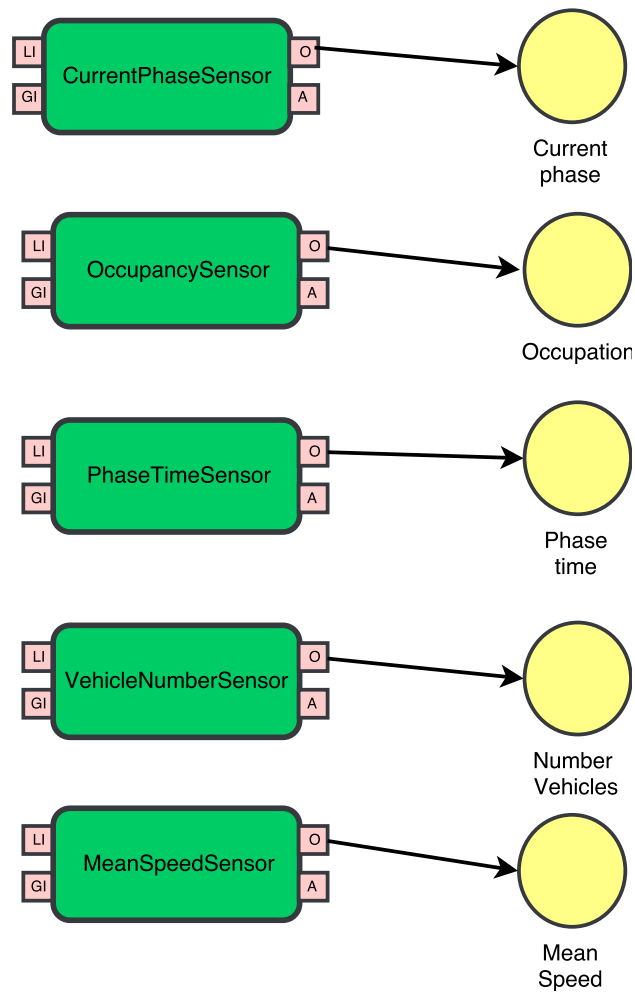 LI
O
CurrentPhaseSensor
GI
A
Current
phase
LI
O
OccupancySensor
GI
A
Occupation
LI
O
PhaseTimeSensor
GI
A
Phase
time
LI
O
VehicleNumberSensor
GI
A
Number
Vehicles
LI
O
MeanSpeedSensor
GI
A
Mean
Speed